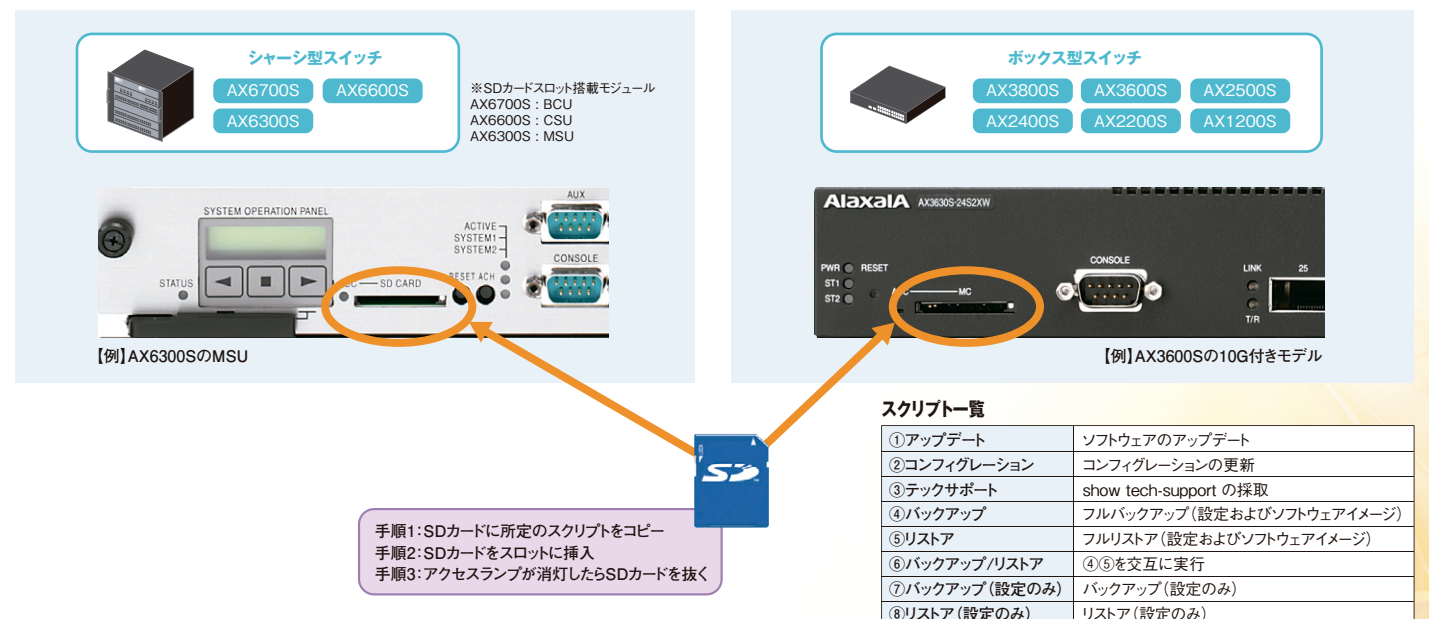 シャーシ型スイッチ
AX6700S AX6600S
AX6300S
※SDカードスロット搭載モジュール
AX6700S : BCU
AX6600S : CSU
AX6300S : MSU
SYSTEM OPERATION PANEL
STATUS
SD CARD
ACTIVE
SYSTEM1
SYSTEM2
RESET ACH
AUX
CONSOLE
【例】AX6300SのMSU
ボックス型スイッチ
AX3800S AX3600S AX2500S
AX2400S AX2200S AX1200S
AlaxalA AX3630S-24S2XW
PWR RESET
ST1
ST2
MC
CONSOLE
LINK 25
T/R
【例】AX3600Sの10G付きモデル
SD
手順1:SDカードに所定のスクリプトをコピー
手順2:SDカードをスロットに挿入
手順3:アクセスランプが消灯したらSDカードを抜く
スクリプト一覧
①アップデート ソフトウェアのアップデート
②コンフィグレーション コンフィグレーションの更新
③テックサポート show tech-support の採取
④バックアップ フルバックアップ(設定およびソフトウェアイメージ)
⑤リストア フルリストア(設定およびソフトウェアイメージ)
⑥バックアップ/リストア ④⑤を交互に実行
⑦バックアップ(設定のみ) バックアップ(設定のみ)
⑧リストア(設定のみ) リストア(設定のみ)